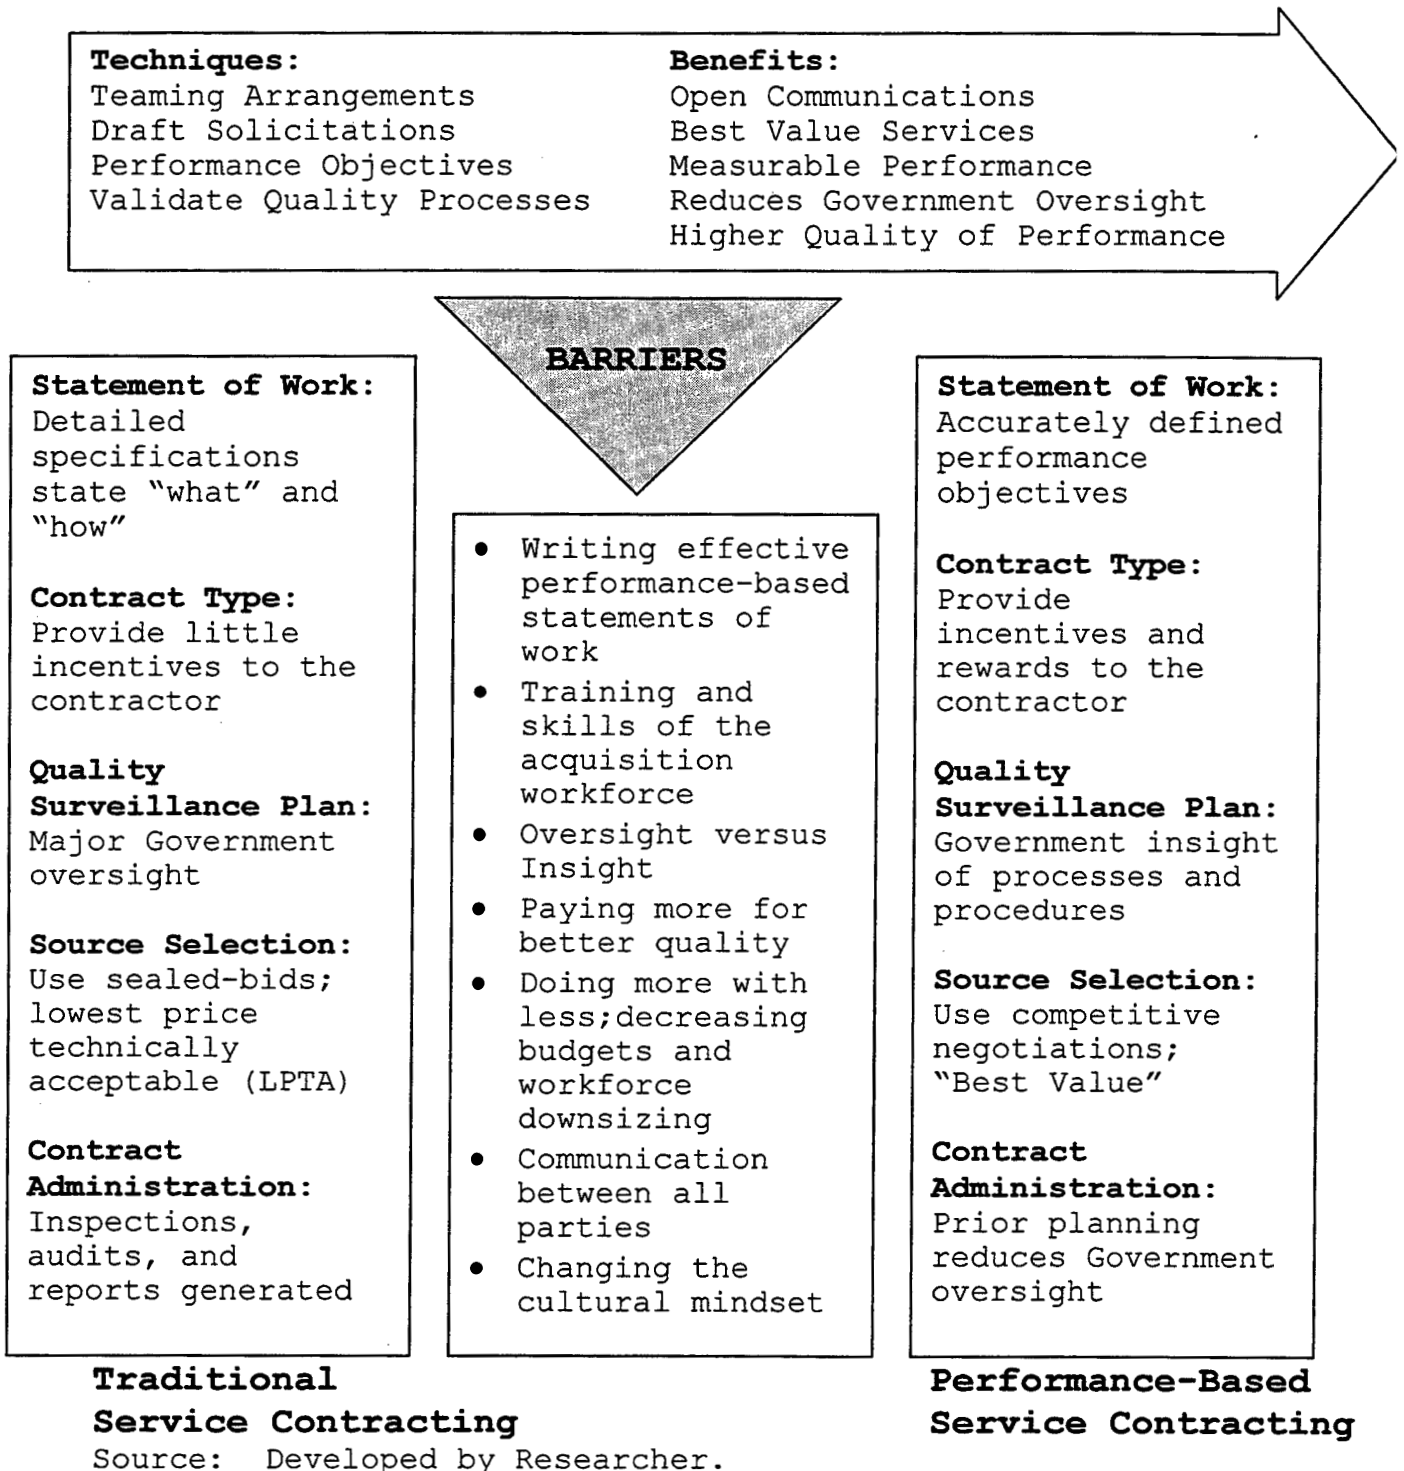 Techniques:
Teaming Arrangements
Draft Solicitations
Performance Objectives
Validate Quality Processes
Benefits:
Open Communications
Best Value Services
Measurable Performance
Reduces Government Oversight
Higher Quality of Performance
BARRIERS
Statement of Work:
Detailed
specifications
state “what” and
“how”
Contract Type:
Provide little
incentives to the
contractor
Quality
Surveillance Plan:
Major Government
oversight
Source Selection:
Use sealed-bids;
lowest price
technically
acceptable (LPTA)
Contract
Administration:
Inspections,
audits, and
reports generated
• Writing effective
performance-based
statements of
work
• Training and
skills of the
acquisition
workforce
• Oversight versus
Insight
• Paying more for
better quality
• Doing more with
less;decreasing
budgets and
workforce
downsizing
• Communication
between all
parties
• Changing the
cultural mindset
Statement of Work:
Accurately defined
performance
objectives
Contract Type:
Provide
incentives and
rewards to the
contractor
Quality
Surveillance Plan:
Government insight
of processes and
procedures
Source Selection:
Use competitive
negotiations;
“Best Value”
Contract
Administration:
Prior planning
reduces Government
oversight
Traditional
Service Contracting
Performance-Based
Service Contracting
Source: Developed by Researcher.